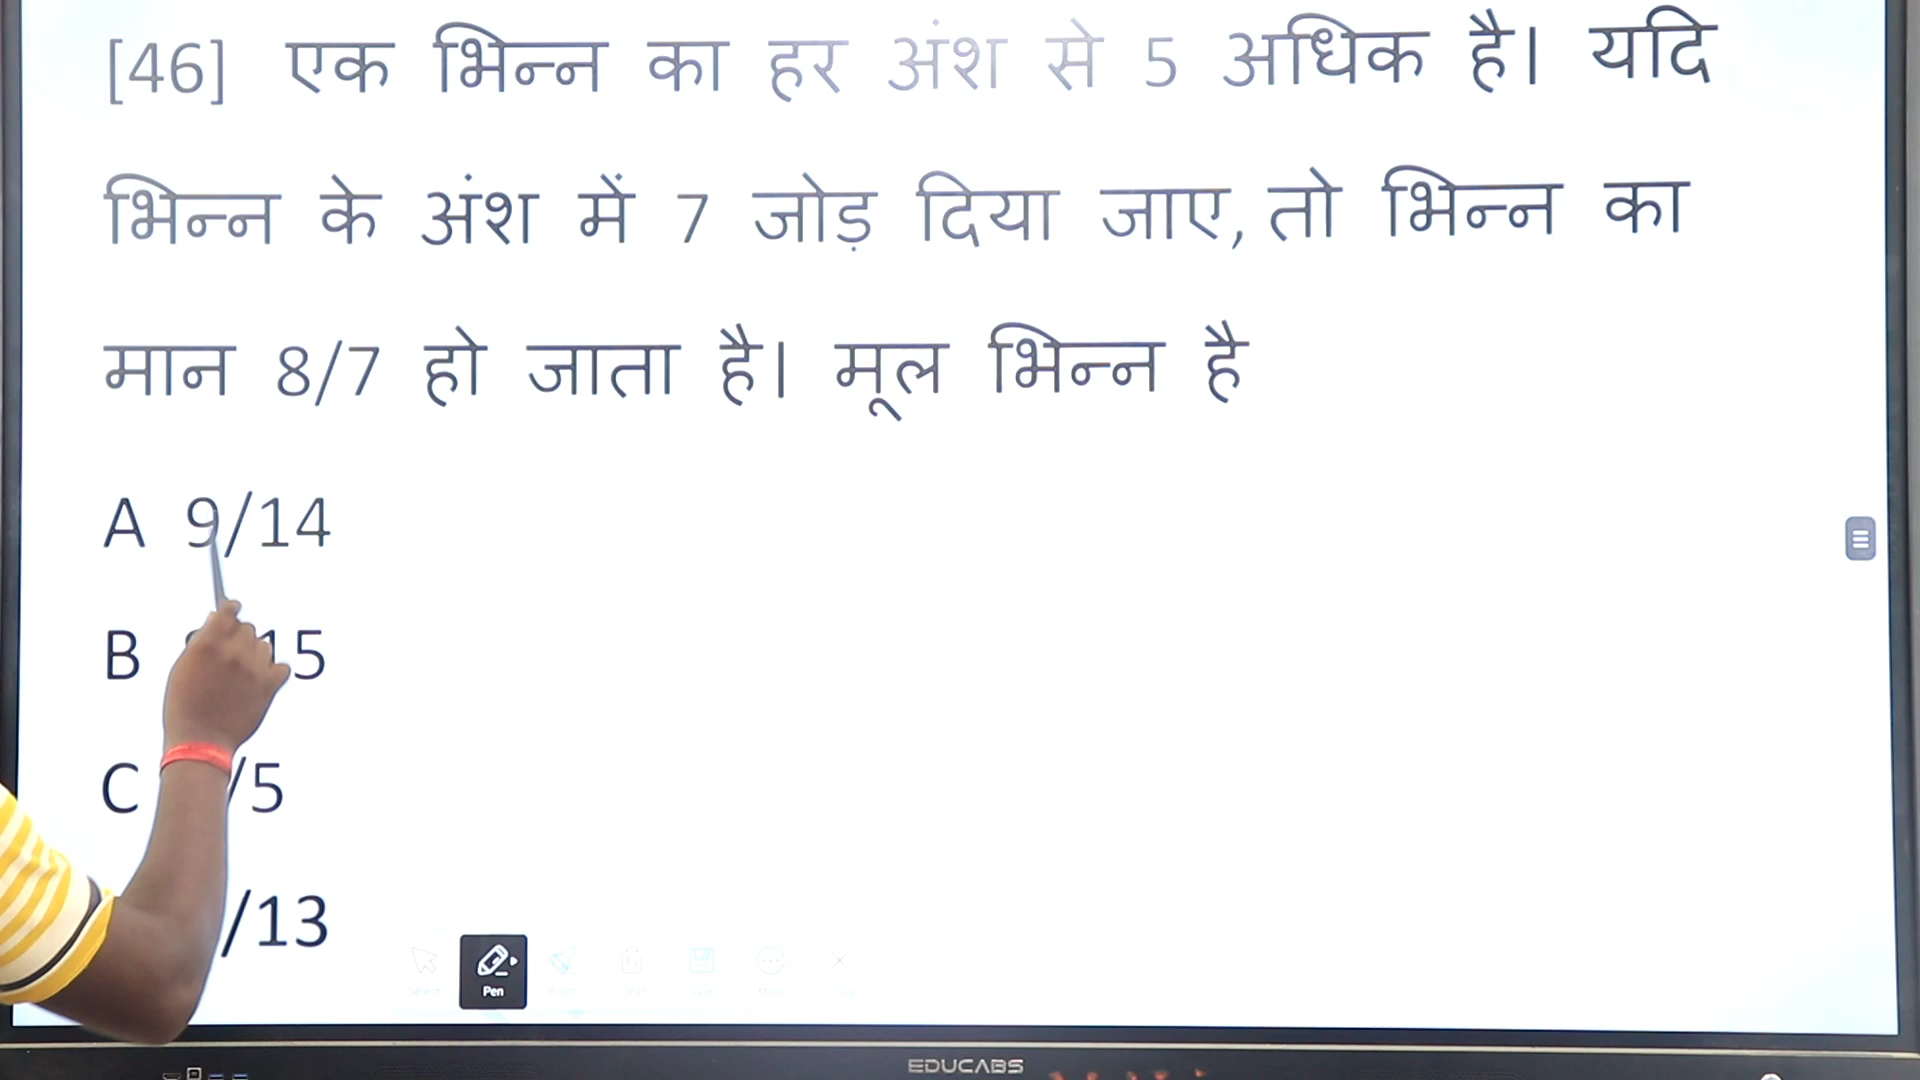 [46] एक भिन्न का हर अंश से 5 अधिक है। यदि
भिन्न के अंश में 7 जोड़ दिया जाए, तो भिन्न का
मान 8/7 हो जाता है। मूल भिन्न है
A 9/14
B 15
C /5
/13
Pen
EDUCABS